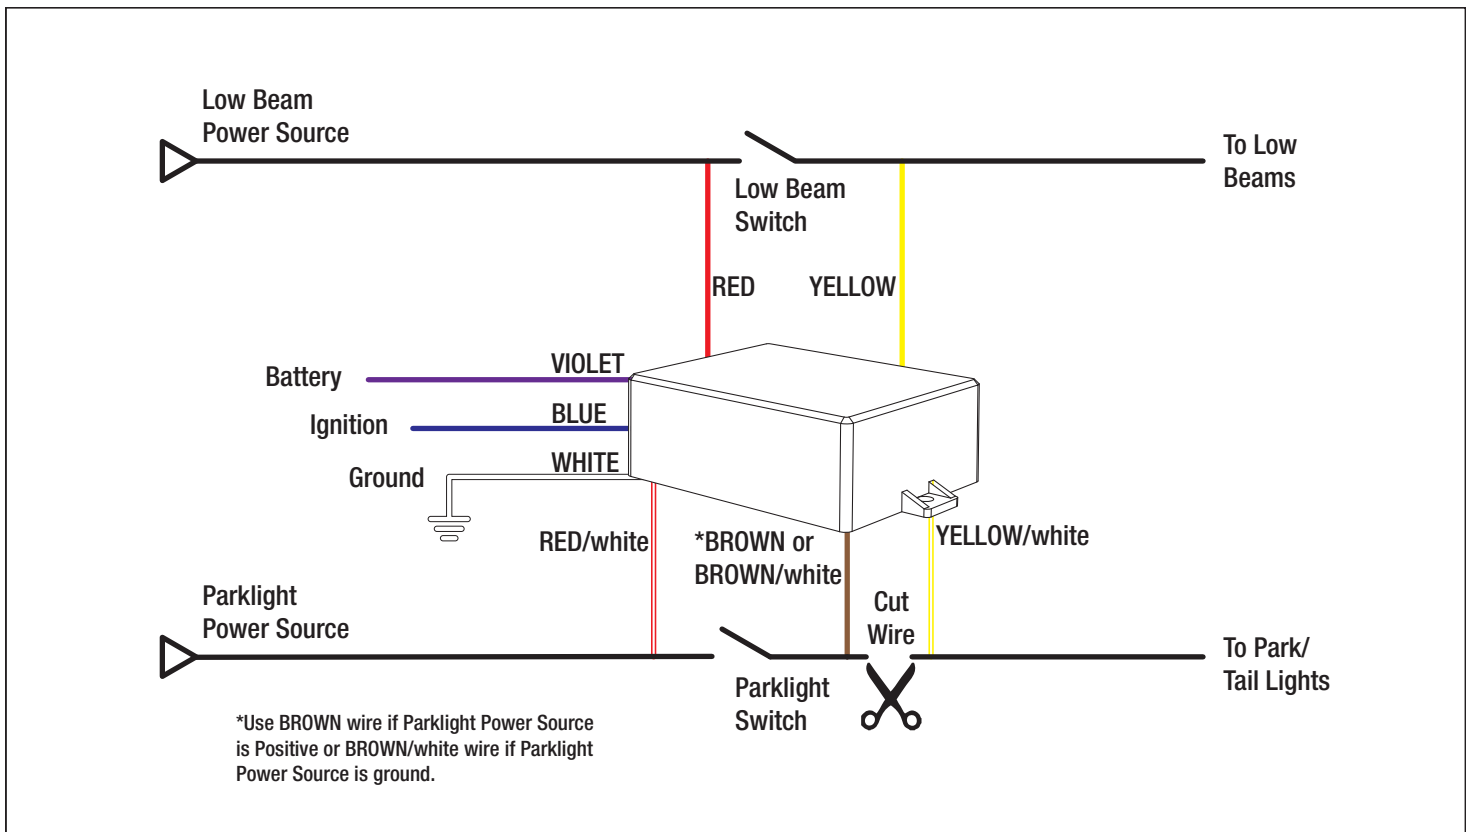 Low Beam
Power Source
To Low
Beams
Low Beam
Switch
RED
YELLOW
VIOLET
Battery
BLUE
Ignition
WHITE
Ground
RED/white
*BROWN or
BROWN/white
YELLOW/white
Parklight
Power Source
Cut
Wire
To Park/
Tail Lights
Parklight
Switch
*Use BROWN wire if Parklight Power Source
is Positive or BROWN/white wire if Parklight
Power Source is ground.